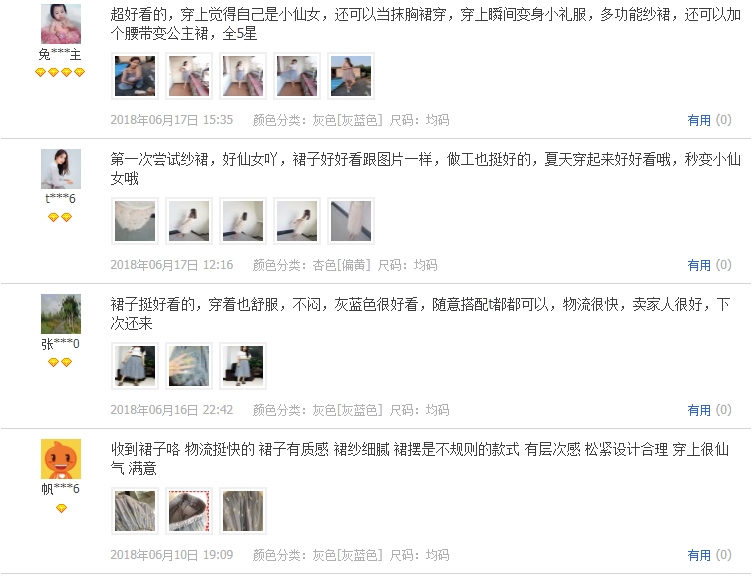 超好看的，穿上觉得自己是小仙女，还可以当抹胸裙穿，穿上瞬间变身小礼服，多功能纱裙，还可以加
个腰带变公主裙，全5星
兔***主
2018年06月17日 15:35 颜色分类：灰色[灰蓝色] 尺码：均码 有用 (0)
第一次尝试纱裙，好仙女吖，裙子好好看跟图片一样，做工也挺好的，夏天穿起来好好看哦，秒变小仙
女哦
t***6
2018年06月17日 12:16 颜色分类：杏色[偏黄] 尺码：均码 有用 (0)
裙子挺好看的，穿着也舒服，不闷，灰蓝色很好看，随意搭配t都都可以，物流很快，卖家人很好，下
次还来
张***0
2018年06月16日 22:42 颜色分类：灰色[灰蓝色] 尺码：均码 有用 (0)
收到裙子咯 物流挺快的 裙子有质感 裙纱细腻 裙摆是不规则的款式 有层次感 松紧设计合理 穿上很仙
气 满意
帆***6
2018年06月10日 19:09 颜色分类：灰色[灰蓝色] 尺码：均码 有用 (0)